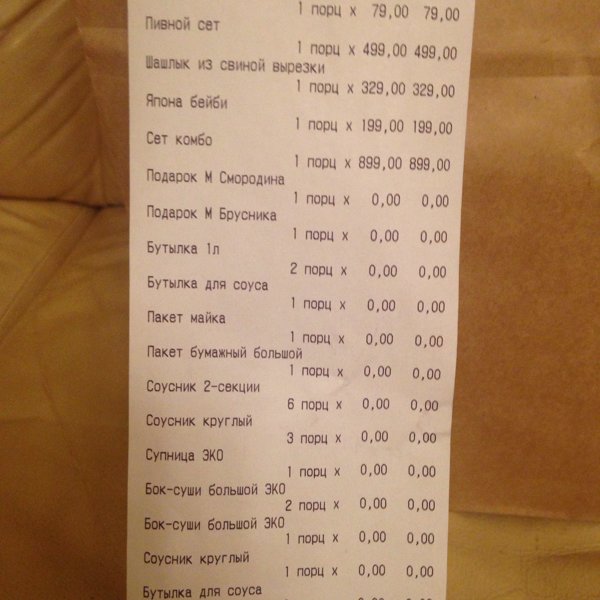 1 порц x 79,00 79,00
Пивной сет
1 порц x 499,00 499,00
Шашлык из свиной вырезки
1 порц x 329,00 329,00
Япона бейби
1 порц x 199,00 199,00
Сет комбо
1 порц x 899,00 899,00
Подарок М Смородина
1 порц x 0,00 0,00
Подарок М Брусника
1 порц x 0,00 0,00
Бутылка 1л
2 порц x 0,00 0,00
Бутылка для соуса
1 порц x 0,00 0,00
Пакет майка
1 порц x 0,00 0,00
Пакет бумажный большой
1 порц x 0,00 0,00
Соусник 2-секции
6 порц x 0,00 0,00
Соусник круглый
3 порц x 0,00 0,00
Супница ЭКО
1 порц x 0,00 0,00
Бок-суши большой ЭКО
2 порц x 0,00 0,00
Бок-суши большой ЭКО
1 порц x 0,00 0,00
Соусник круглый
1 порц x 0,00 0,00
Бутылка для соуса